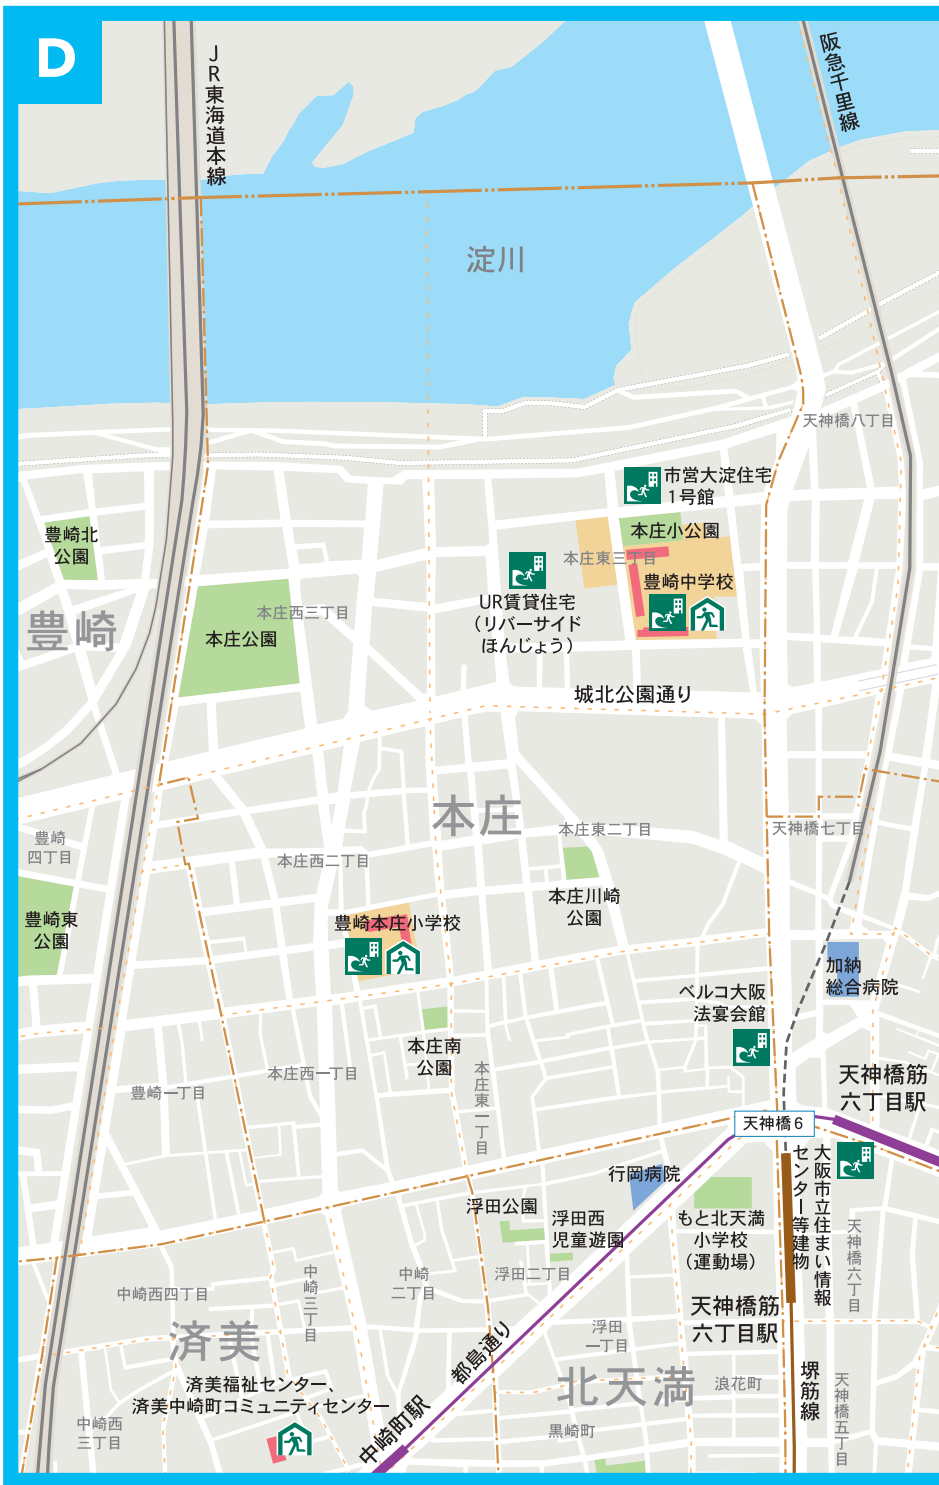 D
JR東海道本線
阪急千里線
淀川
天神橋八丁目
市営大淀住宅
1号館
本庄小公園
豊崎北
公園
本庄東三丁目
豊崎中学校
UR賃貸住宅
（リバーサイド
ほんじょう）
豊崎
本庄西三丁目
本庄公園
城北公園通り
本庄
本庄東二丁目
天神橋七丁目
豊崎
四丁目
本庄西二丁目
本庄川崎
公園
豊崎東
公園
豊崎本庄小学校
加納
総合病院
ベルコ大阪
法宴会館
本庄南
公園
本庄西一丁目
本庄東一丁目
豊崎一丁目
天神橋筋
六丁目駅
天神橋6
大阪市立住まい情報
センター等建物
行岡病院
浮田公園
浮田西
児童遊園
もと北天満
小学校
（運動場）
天神橋六丁目
中崎西四丁目
中崎三丁目
中崎
二丁目
浮田二丁目
天神橋筋
六丁目駅
浮田
一丁目
済美
都島通り
北天満
浪花町
堺筋線
天神橋五丁目
済美福祉センター、
済美中崎町コミュニティセンター
中崎西
三丁目
中崎町駅
黒崎町